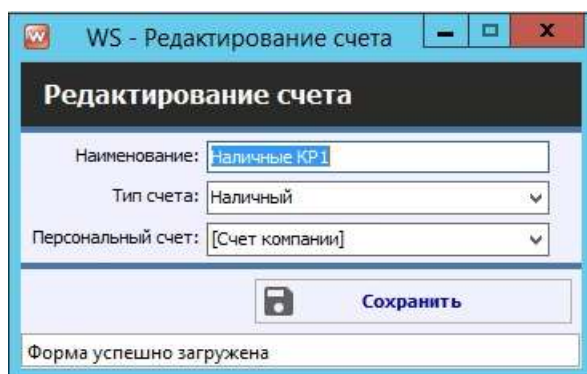 WS - Редактирование счета
Редактирование счета
Наименование: Наличные КР1
Тип счета: Наличный
Персональный счет: [Счет компании]
Сохранить
Форма успешно загружена